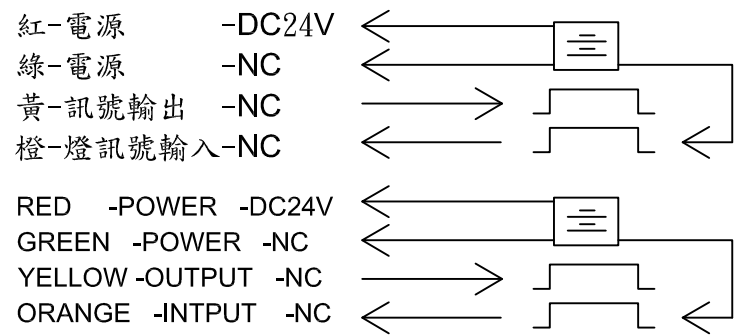 紅-電源 -DC24V
綠-電源 -NC
黃-訊號輸出 -NC
橙-燈訊號輸入-NC
RED -POWER -DC24V
GREEN -POWER -NC
YELLOW -OUTPUT -NC
ORANGE -INTPUT -NC